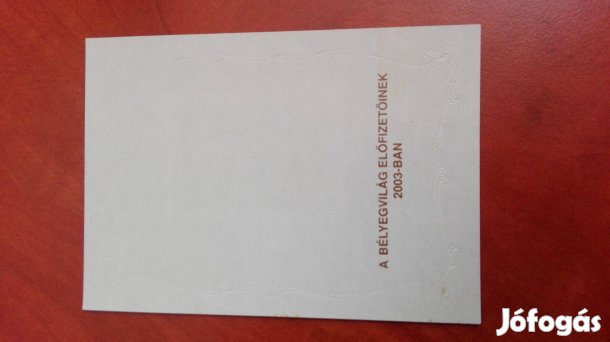 A BÉLYEGVILÁG ELŐFIZETŐINEK
2003-BAN
Jófogás